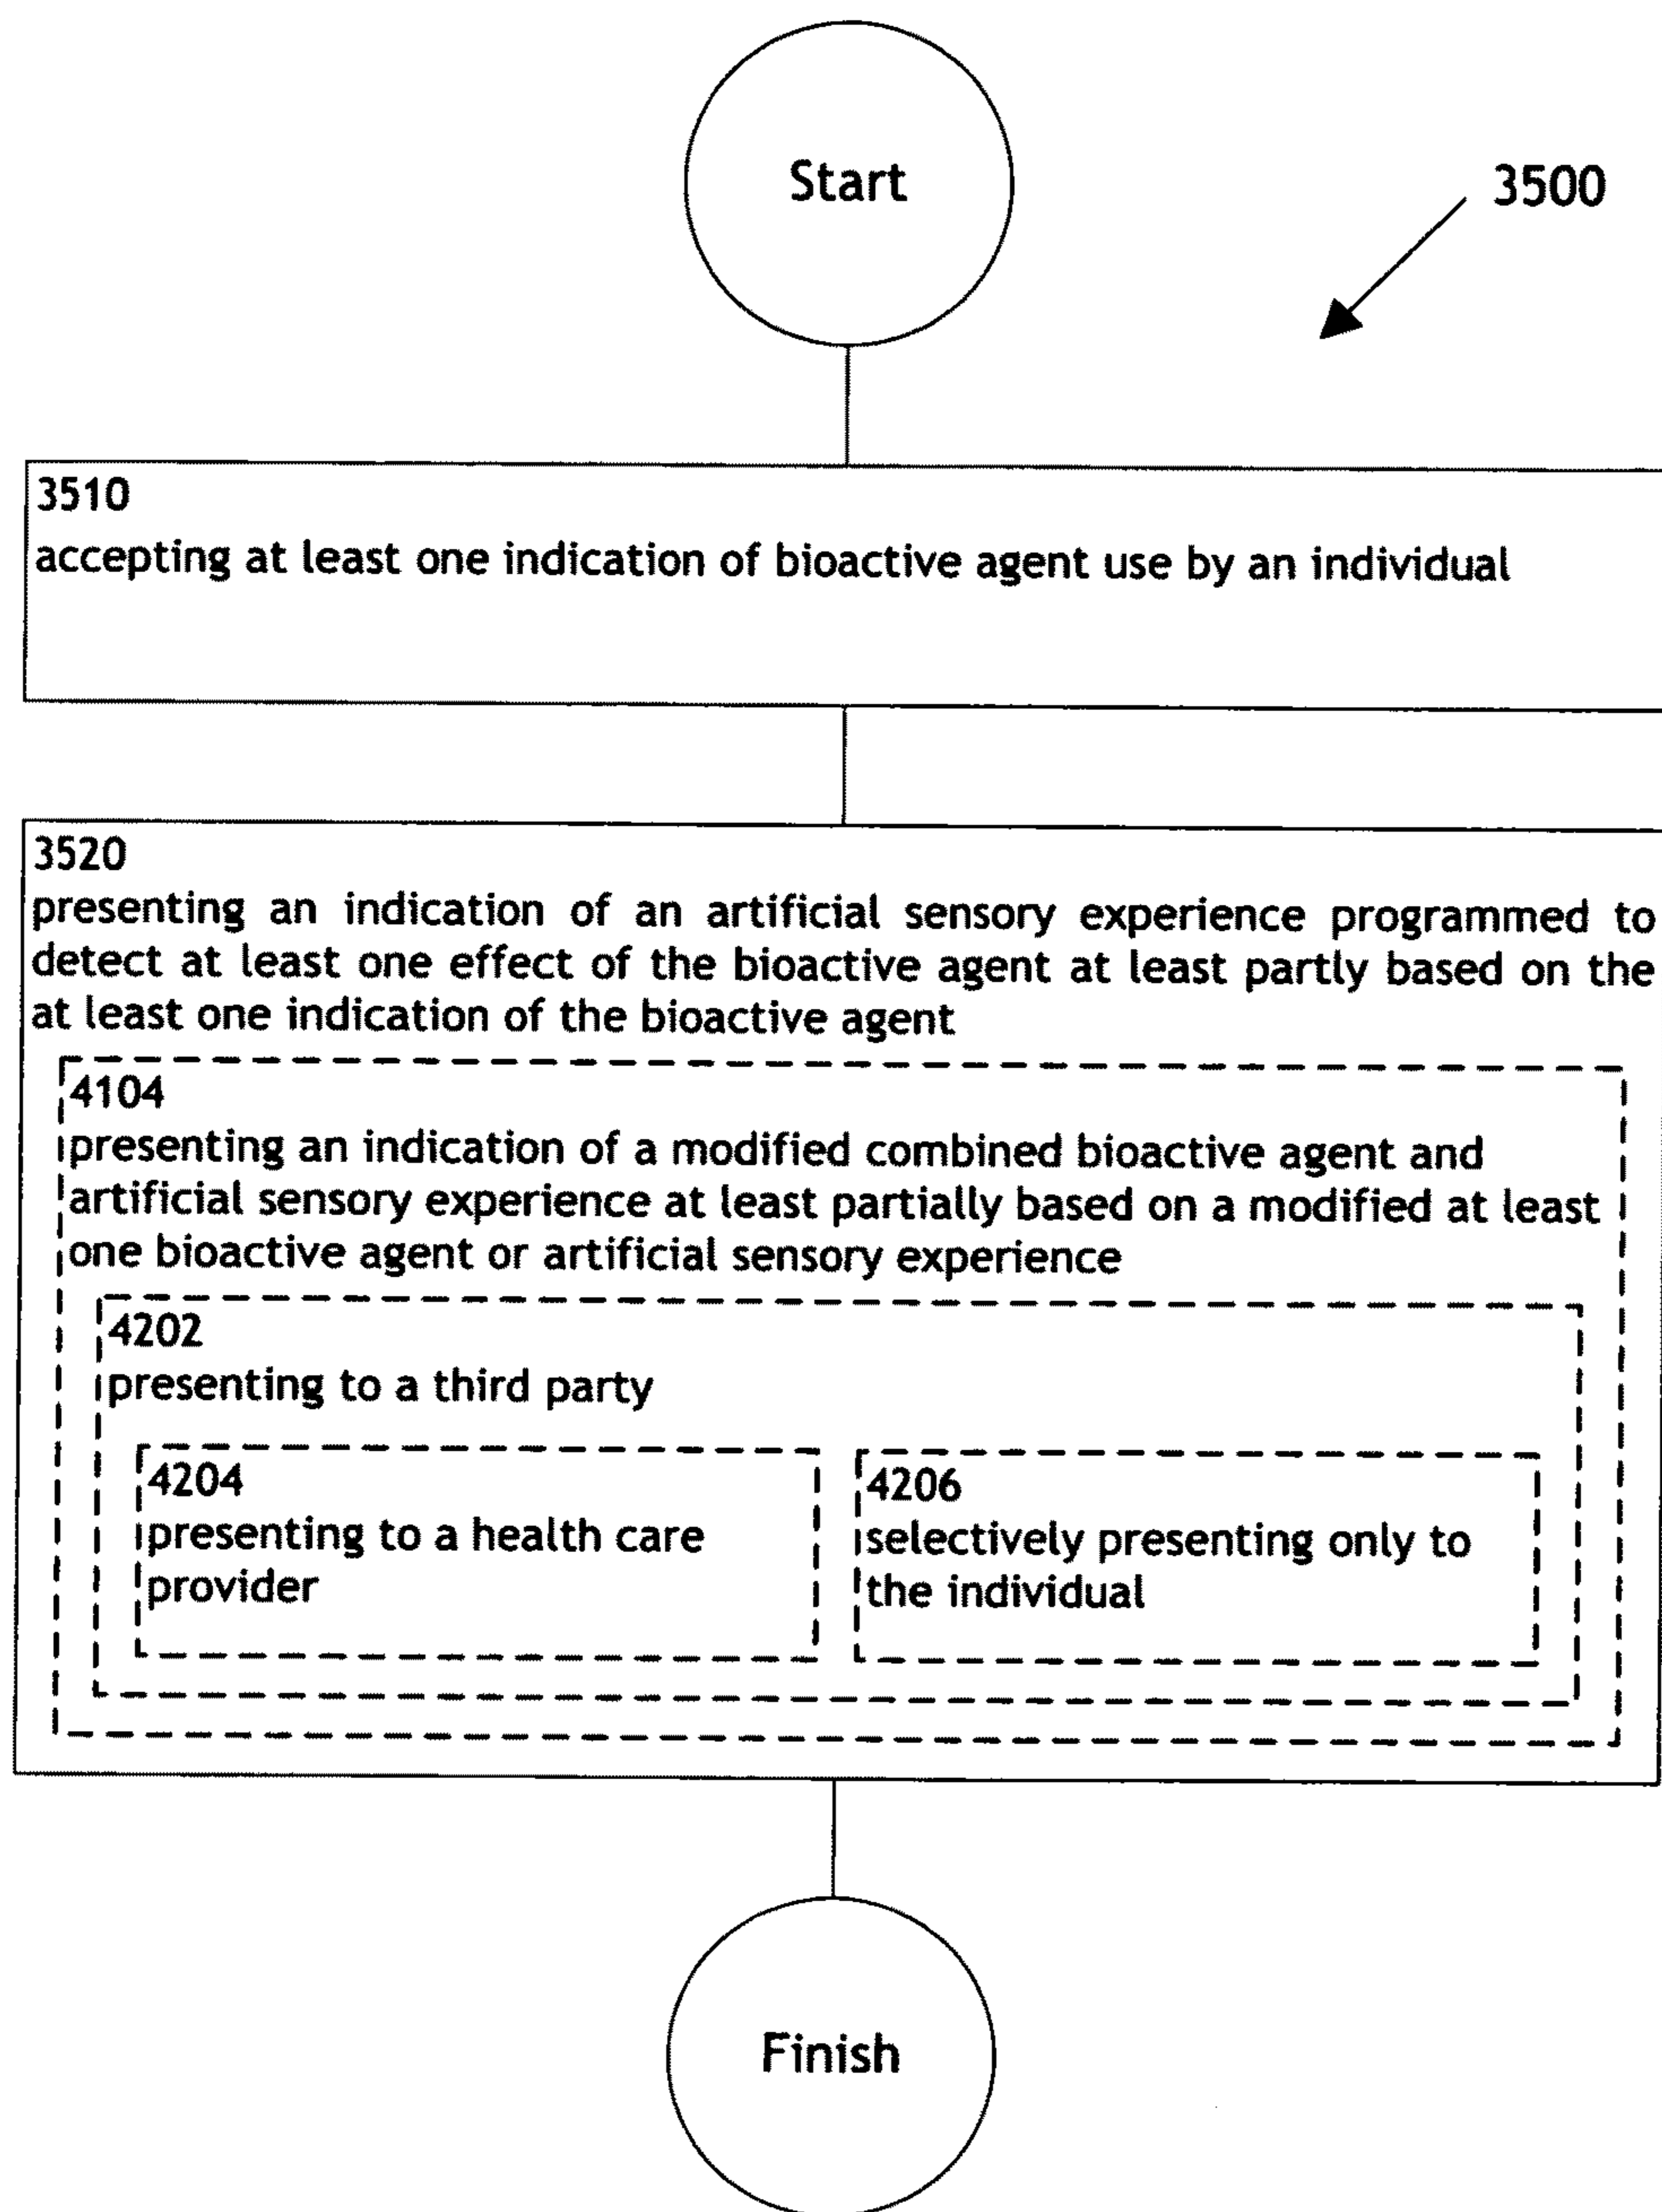 Start
3500
3510
accepting at least one indication of bioactive agent use by an individual
3520
presenting an indication of an artificial sensory experience programmed to
detect at least one effect of the bioactive agent at least partly based on the
at least one indication of the bioactive agent
4104
presenting an indication of a modified combined bioactive agent and
artificial sensory experience at least partially based on a modified at least
one bioactive agent or artificial sensory experience
4202
presenting to a third party
4204
presenting to a health care
provider
4206
selectively presenting only to
the individual
Finish